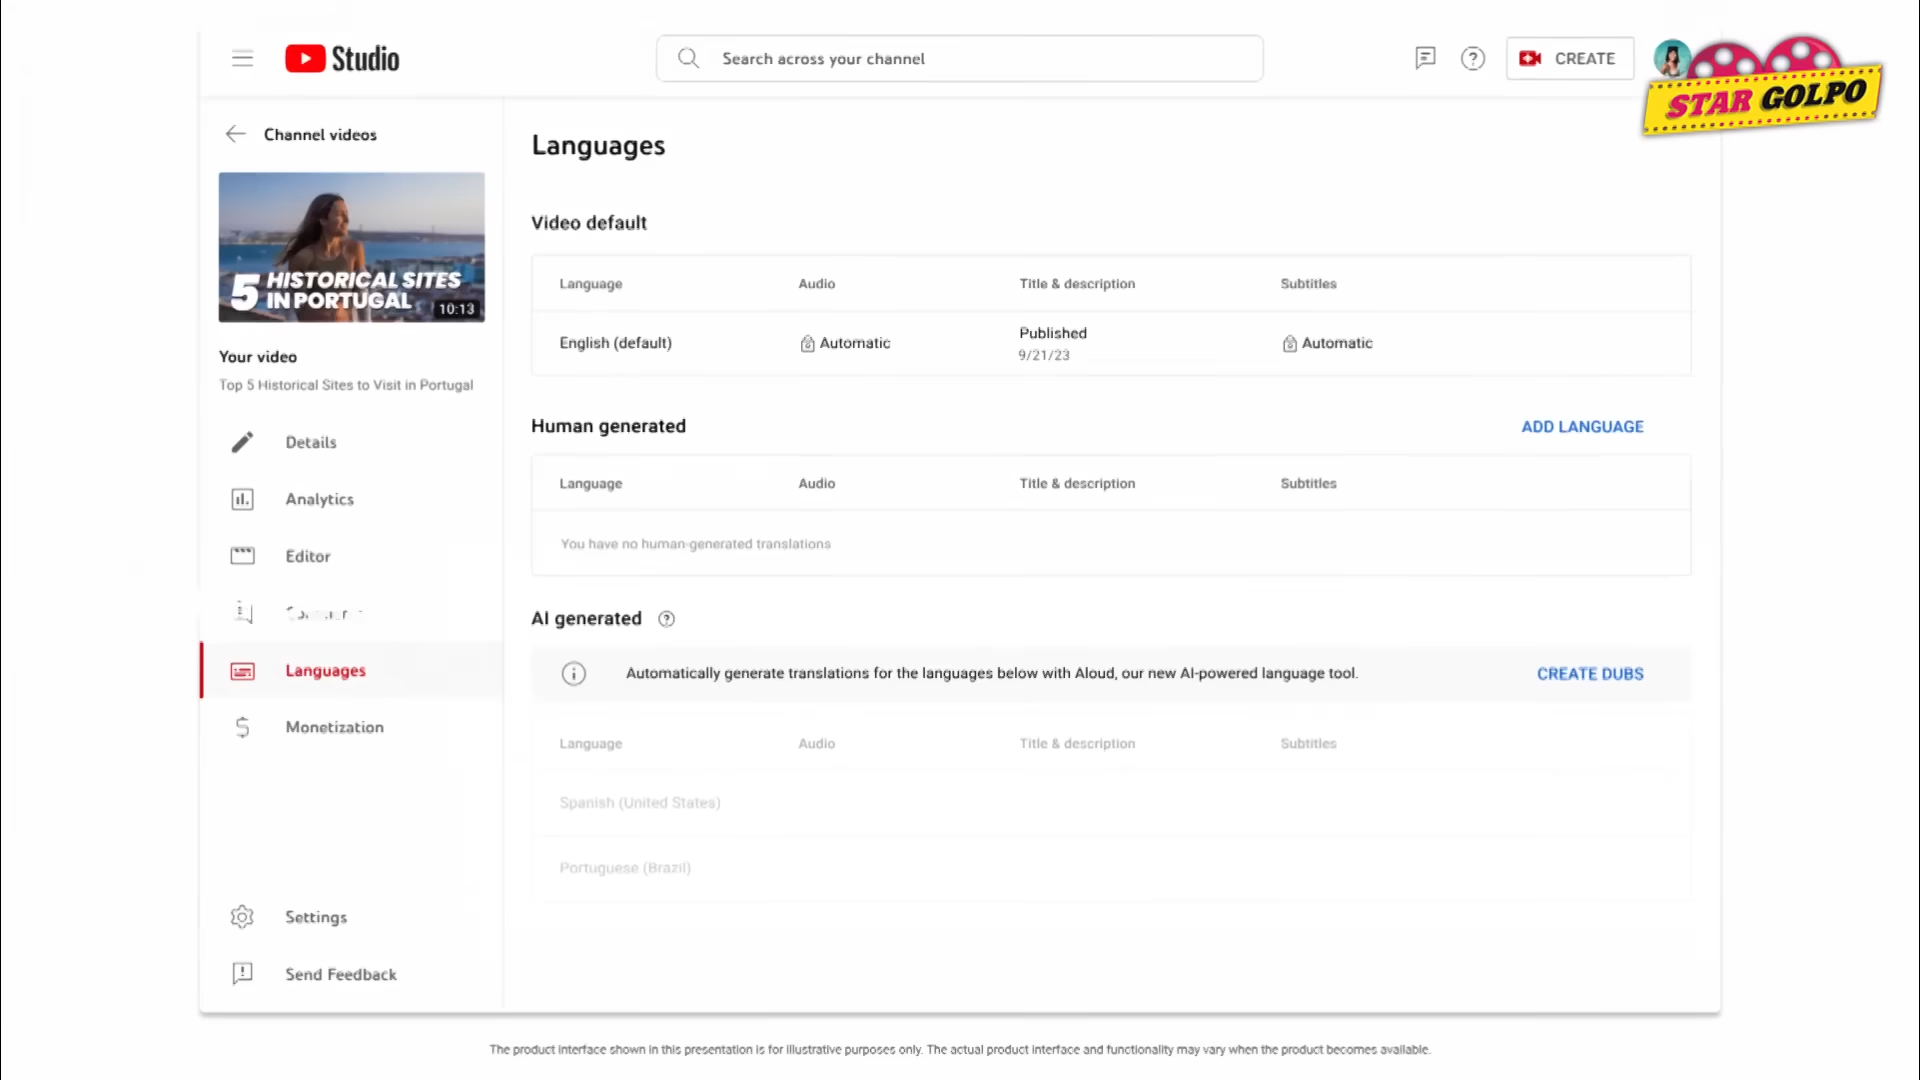 Studio
Search across your channel
CREATE
STAR GOLPO
Channel videos
5 HISTORICAL SITES
IN PORTUGAL
10:13
Your video
Top 5 Historical Sites to Visit in Portugal
Details
Analytics
Editor
Languages
Monetization
Settings
Send Feedback
Languages
Video default
Language Audio Title & description Subtitles
English (default) Automatic Published Automatic
9/21/23
Human generated ADD LANGUAGE
Language Audio Title & description Subtitles
You have no human-generated translations
AI generated
Automatically generate translations for the languages below with Aloud, our new AI-powered language tool. CREATE DUBS
Language Audio Title & description Subtitles
Spanish (United States)
Portuguese (Brazil)
The product interface shown in this presentation is for illustrative purposes only. The actual product interface and functionality may vary when the product becomes available.